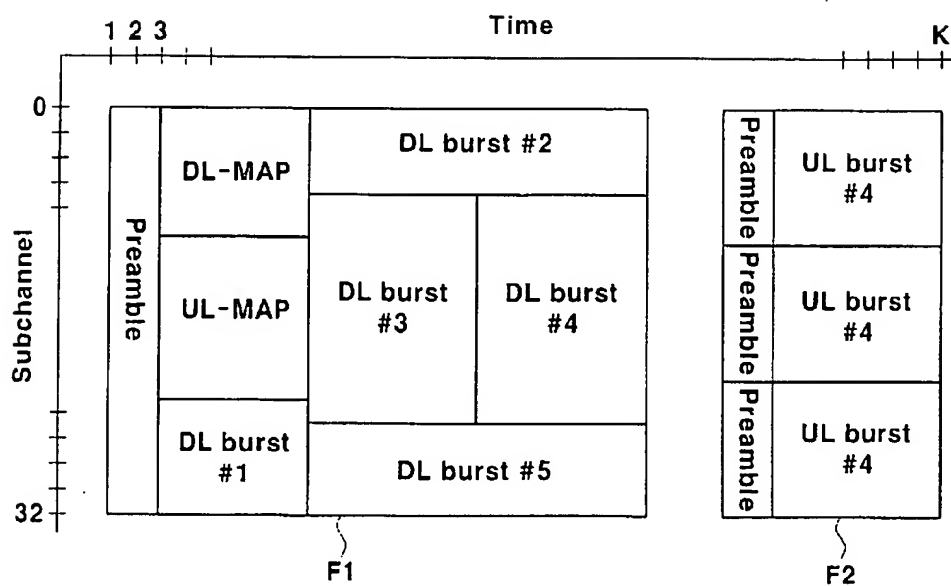 Time
1 2 3
K
Subchannel
0
32
Preamble
DL-MAP
UL-MAP
DL burst
#1
DL burst #2
DL burst
#3
DL burst
#4
DL burst #5
F1
Preamble
UL burst
#4
Preamble
UL burst
#4
Preamble
UL burst
#4
F2